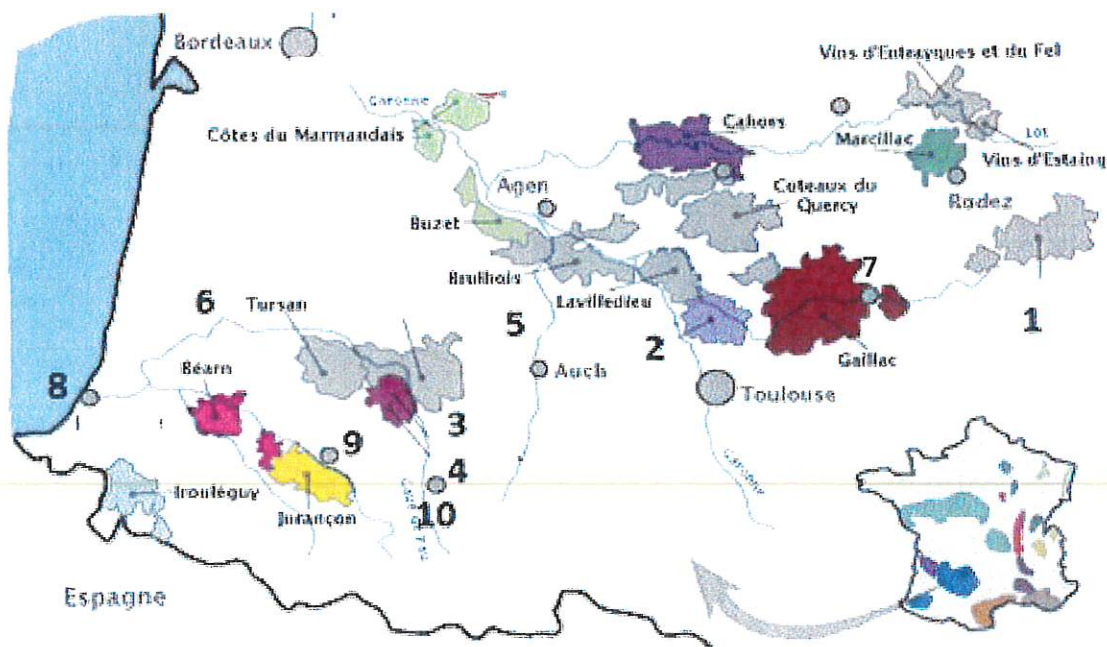 Bordeaux
Vins d'Entrayques et du Fel
Garonne
Côtes du Marmandais
Cahors
Marcillac
Lot
Vins d'Estaing
Agen
Coteaux du
Quercy
Rodez
Buzet
Brulhois
Lavilledieu
7
6
Tursan
5
2
1
Gaillac
Béarn
Auch
8
Toulouse
3
9
4
Irouléguy
Jurançon
10
Garonne
Espagne